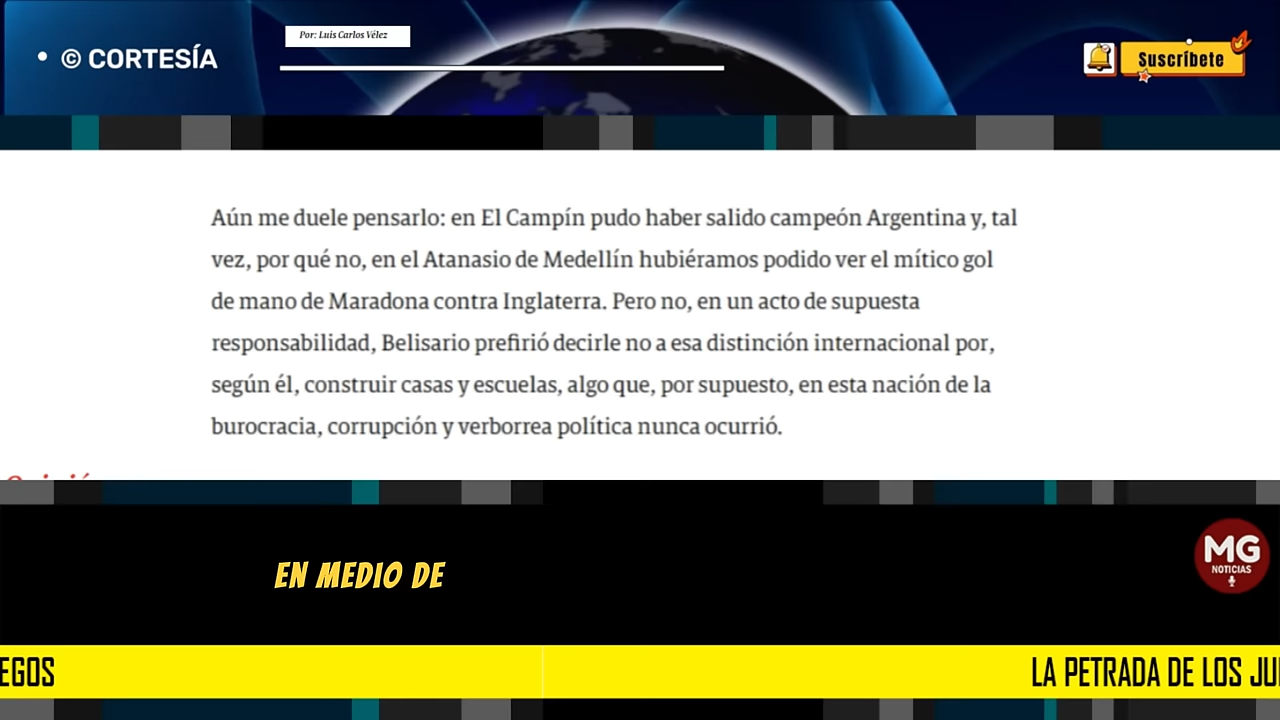 Por: Luis Carlos Vélez
• © CORTESÍA
Suscríbete
Aún me duele pensarlo: en El Campín pudo haber salido campeón Argentina y, tal
vez, por qué no, en el Atanasio de Medellín hubiéramos podido ver el mítico gol
de mano de Maradona contra Inglaterra. Pero no, en un acto de supuesta
responsabilidad, Belisario prefirió decirle no a esa distinción internacional por,
según él, construir casas y escuelas, algo que, por supuesto, en esta nación de la
burocracia, corrupción y verborrea política nunca ocurrió.
MG
NOTICIAS
EN MEDIO DE
EGOS
LA PETRADA DE LOS JU